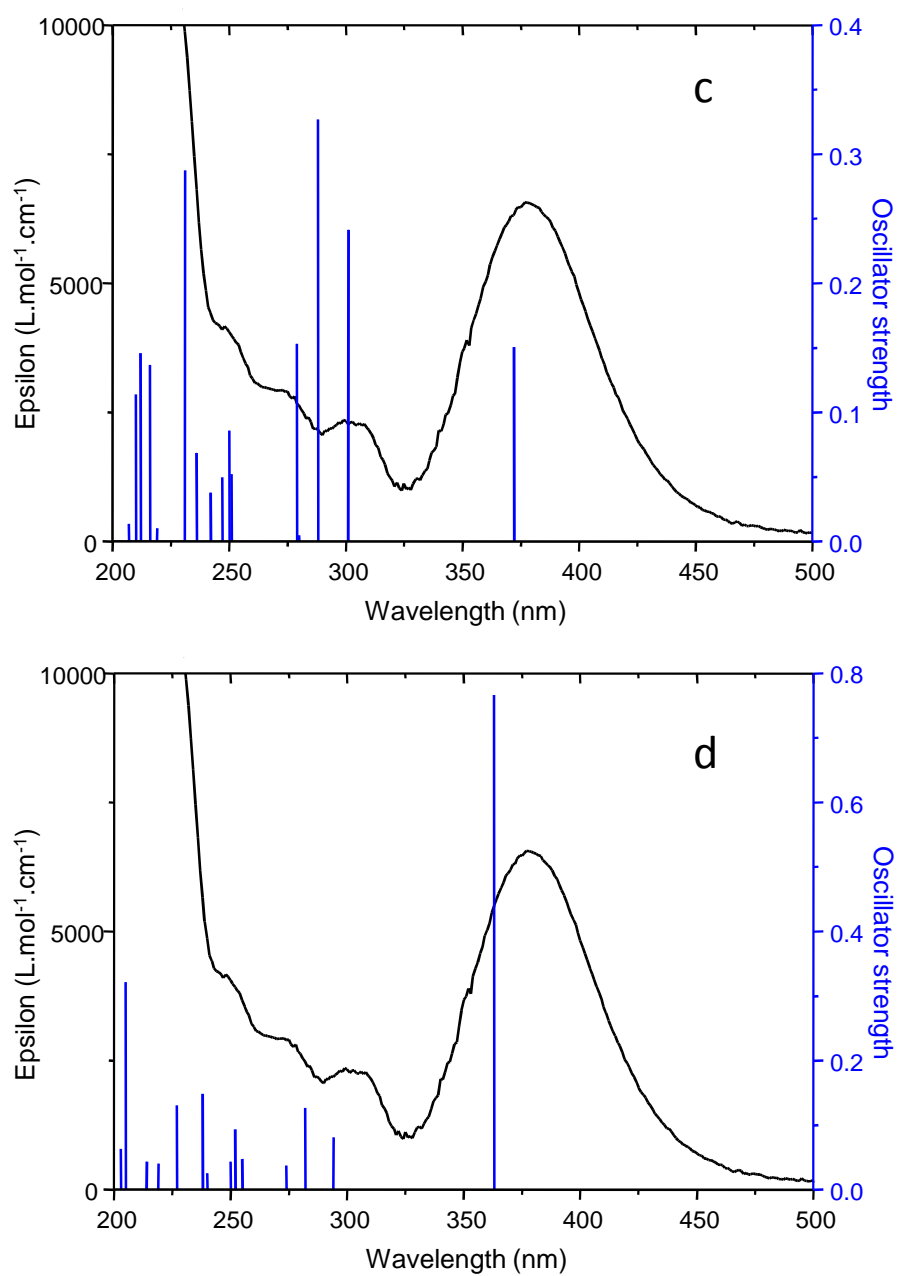 10000
5000
0
Epsilon (L.mol-1.cm-1)
c
0.4
0.3
0.2
0.1
0.0
Oscillator strength
200 250 300 350 400 450 500
Wavelength (nm)
10000
5000
0
Epsilon (L.mol-1.cm-1)
d
0.8
0.6
0.4
0.2
0.0
Oscillator strength
200 250 300 350 400 450 500
Wavelength (nm)